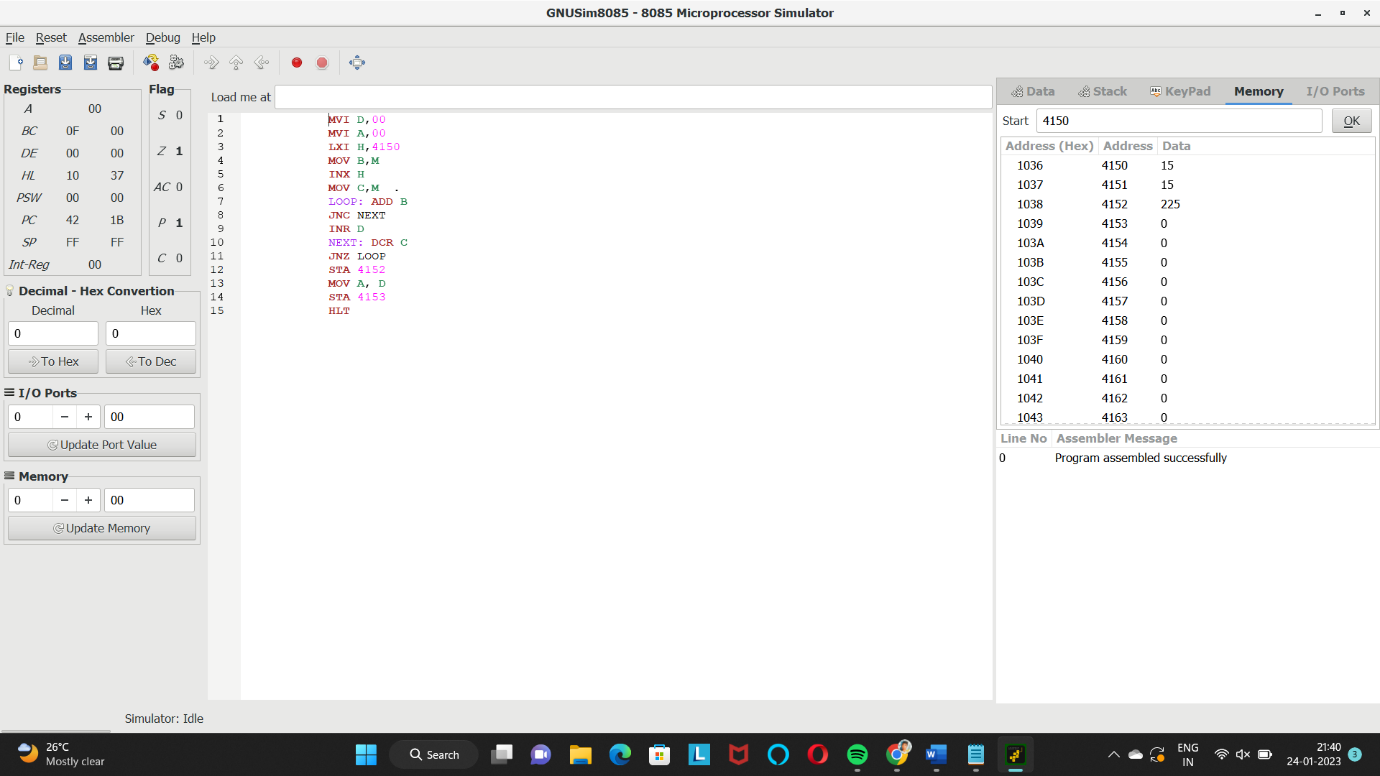 GNUSim8085 - 8085 Microprocessor Simulator
File Reset Assembler Debug Help
Registers
A 00
BC 0F 00
DE 00 00
HL 10 37
PSW 00 00
PC 42 1B
SP FF FF
Int-Reg 00
Flag
S 0
Z 1
AC 0
P 1
C 0
Decimal - Hex Convertion
Decimal Hex
0 0
To Hex To Dec
I/O Ports
0 − + 00
Update Port Value
Memory
0 − + 00
Update Memory
Load me at
1 MVI D,00
2 MVI A,00
3 LXI H,4150
4 MOV B,M
5 INX H
6 MOV C,M .
7 LOOP: ADD B
8 JNC NEXT
9 INR D
10 NEXT: DCR C
11 JNZ LOOP
12 STA 4152
13 MOV A, D
14 STA 4153
15 HLT
Data Stack KeyPad Memory I/O Ports
Start 4150 OK
Address (Hex) Address Data
1036 4150 15
1037 4151 15
1038 4152 225
1039 4153 0
103A 4154 0
103B 4155 0
103C 4156 0
103D 4157 0
103E 4158 0
103F 4159 0
1040 4160 0
1041 4161 0
1042 4162 0
1043 4163 0
Line No Assembler Message
0 Program assembled successfully
Simulator: Idle
26°C
Mostly clear
Search
ENG
IN
21:40
24-01-2023
3